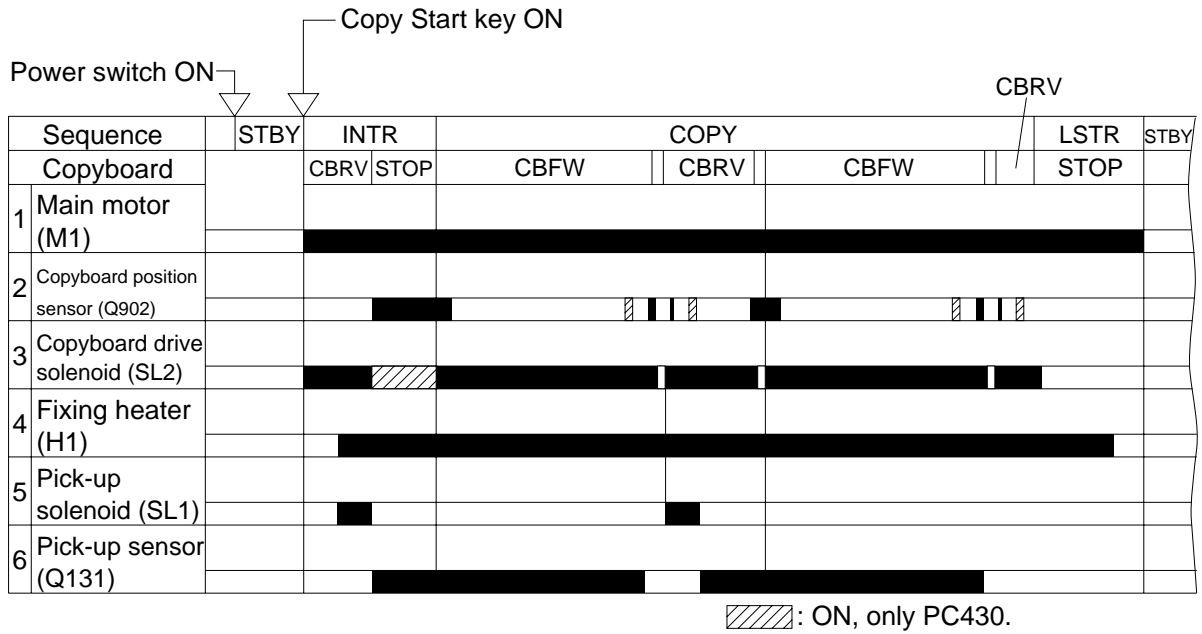 Copy Start key ON
Power switch ON
CBRV
Sequence STBY INTR COPY LSTR STBY
Copyboard CBRV STOP CBFW CBRV CBFW STOP
1 Main motor
(M1)
2 Copyboard position
sensor (Q902)
3 Copyboard drive
solenoid (SL2)
4 Fixing heater
(H1)
5 Pick-up
solenoid (SL1)
6 Pick-up sensor
(Q131)
: ON, only PC430.